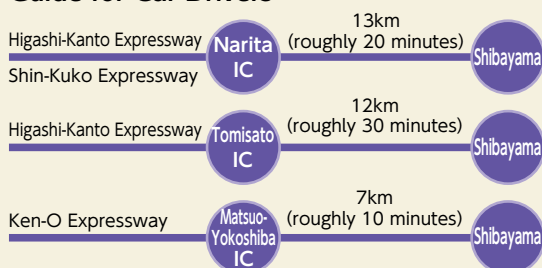 Guide for Car Drivers
Higashi-Kanto Expressway
Shin-Kuko Expressway
Narita
IC
13km
(roughly 20 minutes)
Shibayama
Higashi-Kanto Expressway
Tomisato
IC
12km
(roughly 30 minutes)
Shibayama
Ken-O Expressway
Matsuo-
Yokoshiba
IC
7km
(roughly 10 minutes)
Shibayama